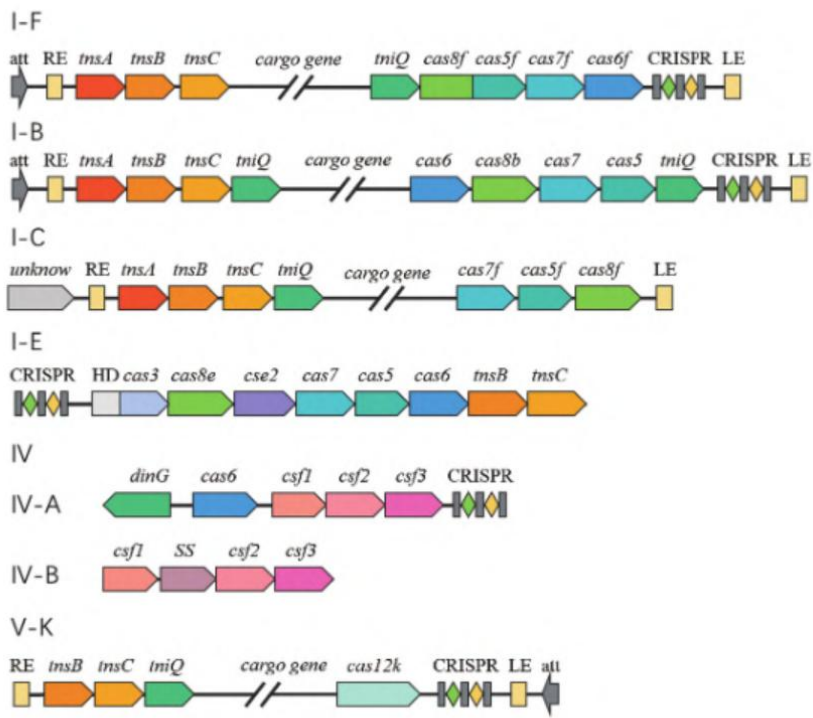 I-F
att RE tnsA tnsB tnsC cargo gene tniQ cas8f cas5f cas7f cas6f CRISPR LE
I-B
att RE tnsA tnsB tnsC tniQ cargo gene cas6 cas8b cas7 cas5 tniQ CRISPR LE
I-C
unknow RE tnsA tnsB tnsC tniQ cargo gene cas7f cas5f cas8f LE
I-E
CRISPR HD cas3 cas8e cse2 cas7 cas5 cas6 tnsB tnsC
IV
dinG cas6 csf1 csf2 csf3 CRISPR
IV-A
csf1 SS csf2 csf3
IV-B
V-K
RE tnsB tnsC tniQ cargo gene cas12k CRISPR LE att